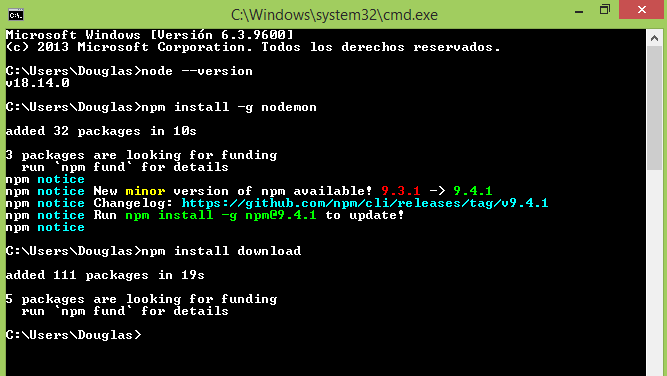 C:\Windows\system32\cmd.exe
Microsoft Windows [Versión 6.3.9600]
(c) 2013 Microsoft Corporation. Todos los derechos reservados.
C:\Users\Douglas>node --version
v18.14.0
C:\Users\Douglas>npm install -g nodemon
added 32 packages in 10s
3 packages are looking for funding
  run `npm fund` for details
npm notice
npm notice New minor version of npm available! 9.3.1 -> 9.4.1
npm notice Changelog: https://github.com/npm/cli/releases/tag/v9.4.1
npm notice Run npm install -g npm@9.4.1 to update!
npm notice
C:\Users\Douglas>npm install download
added 111 packages in 19s
5 packages are looking for funding
  run `npm fund` for details
C:\Users\Douglas>